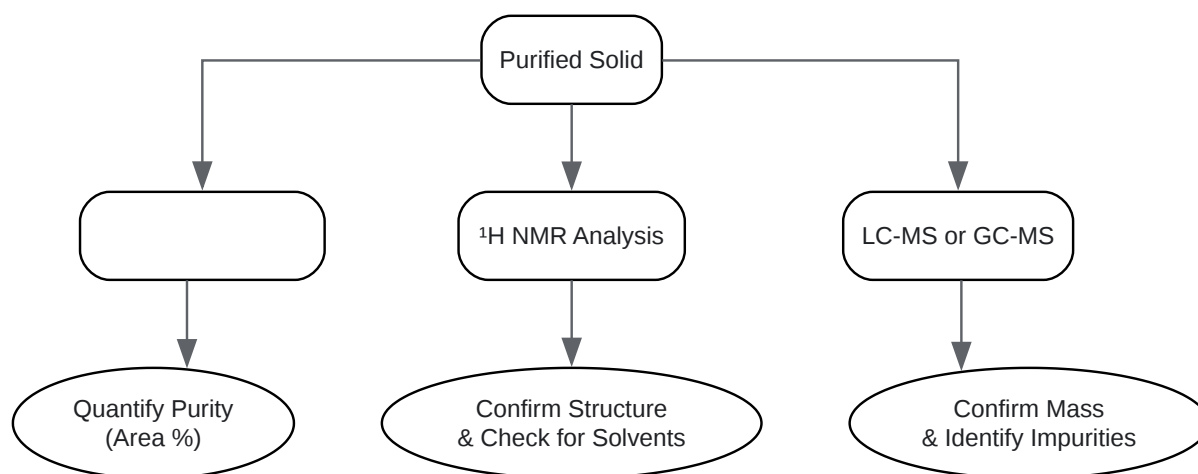 Purified Solid
¹H NMR Analysis
LC-MS or GC-MS
Quantify Purity
(Area %)
Confirm Structure
& Check for Solvents
Confirm Mass
& Identify Impurities